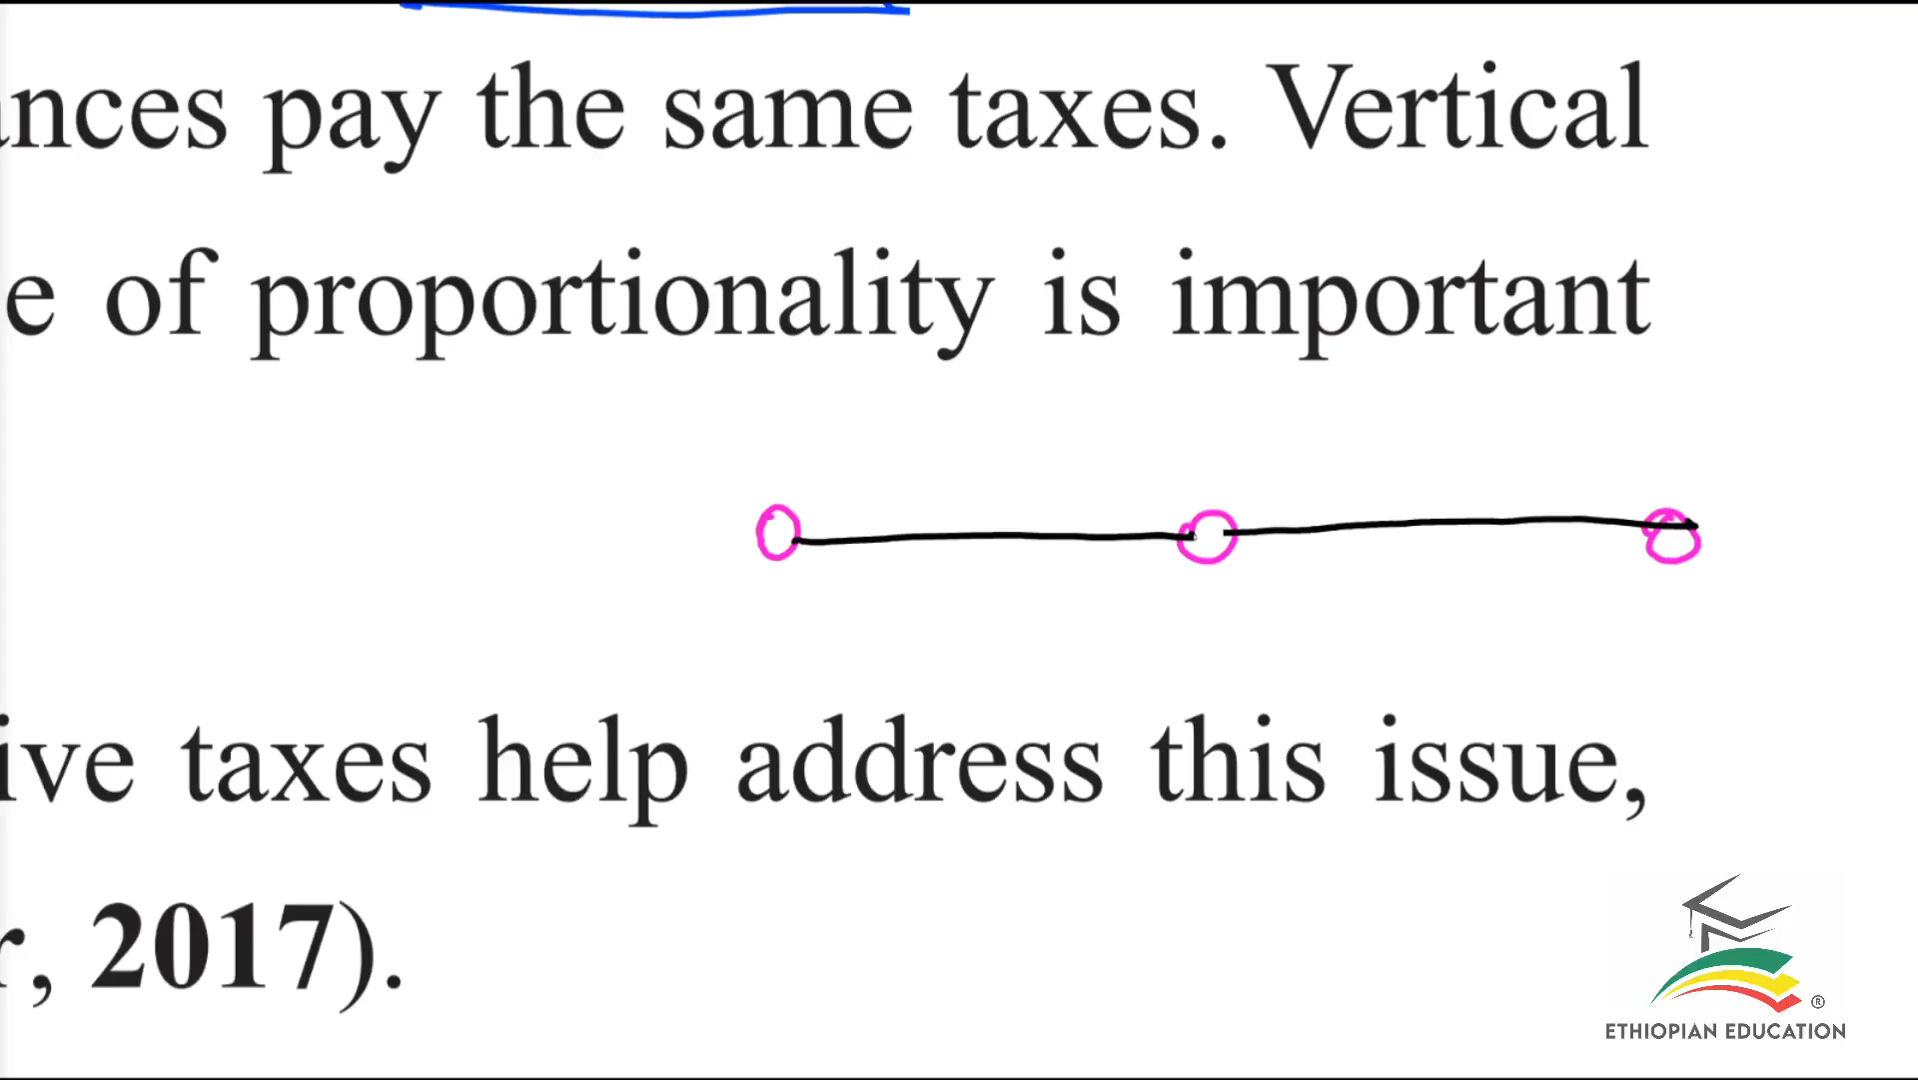 nces pay the same taxes. Vertical
e of proportionality is important
ive taxes help address this issue,
r, 2017).
®
ETHIOPIAN EDUCATION